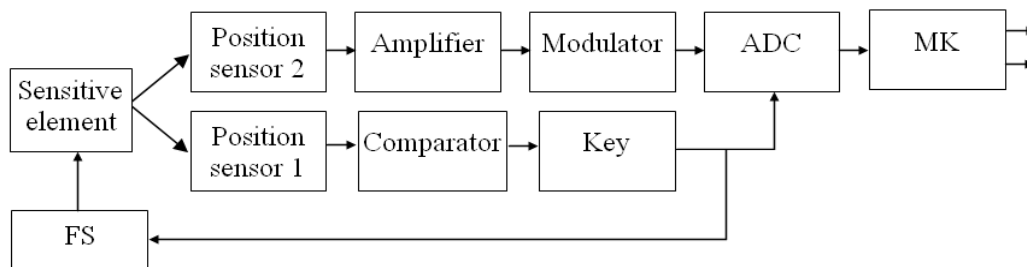 Position
sensor 2
Amplifier
Modulator
ADC
MK
Sensitive
element
Position
sensor 1
Comparator
Key
FS